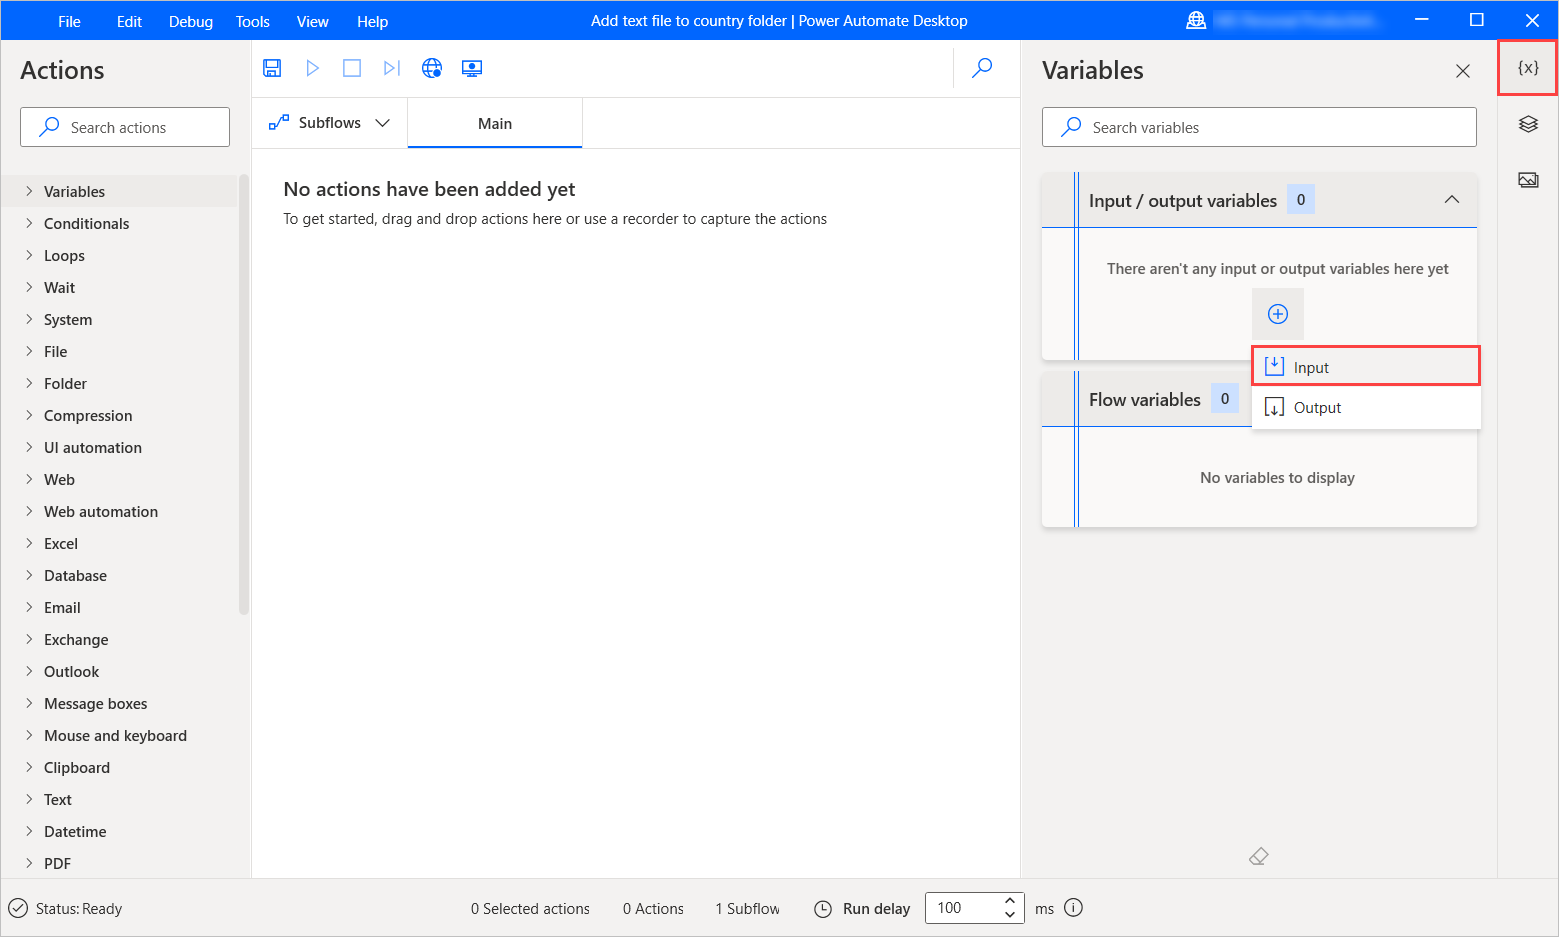 File Edit Debug Tools View Help
Add text file to country folder | Power Automate Desktop
Actions
Search actions
Variables
Conditionals
Loops
Wait
System
File
Folder
Compression
UI automation
Web
Web automation
Excel
Database
Email
Exchange
Outlook
Message boxes
Mouse and keyboard
Clipboard
Text
Datetime
PDF
Subflows
Main
No actions have been added yet
To get started, drag and drop actions here or use a recorder to capture the actions
Variables
Search variables
Input / output variables 0
There aren't any input or output variables here yet
Input
Output
Flow variables 0
No variables to display
{x}
Status: Ready
0 Selected actions
0 Actions
1 Subflow
Run delay
100
ms